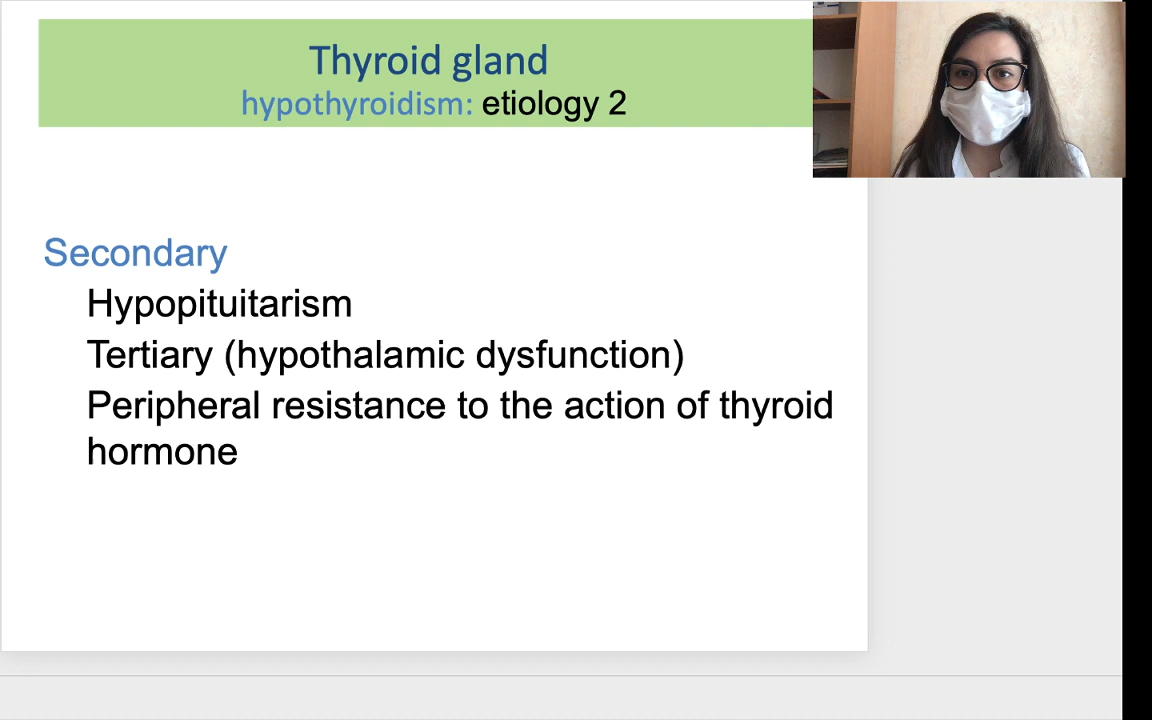 Thyroid gland
hypothyroidism: etiology 2
Secondary
Hypopituitarism
Tertiary (hypothalamic dysfunction)
Peripheral resistance to the action of thyroid
hormone